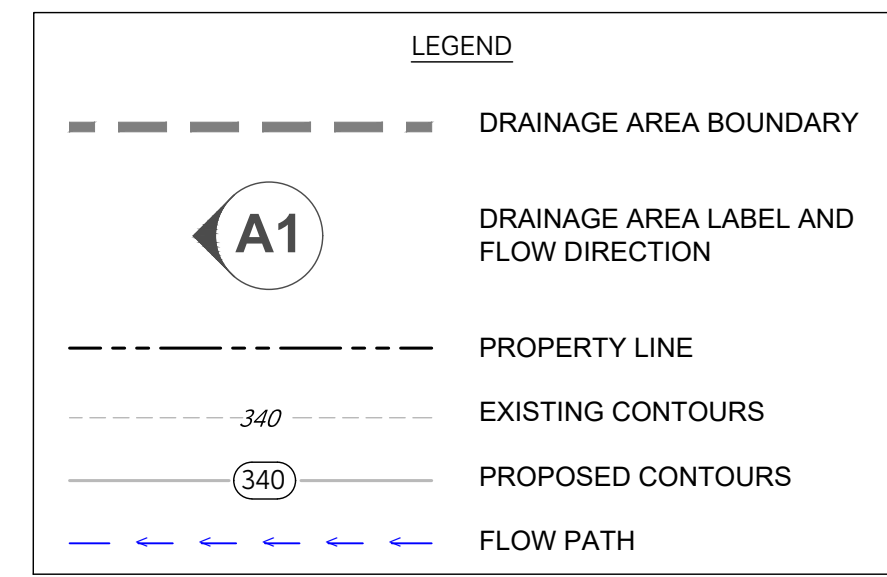 LEGEND
DRAINAGE AREA BOUNDARY
A1
DRAINAGE AREA LABEL AND
FLOW DIRECTION
PROPERTY LINE
340
EXISTING CONTOURS
340
PROPOSED CONTOURS
FLOW PATH